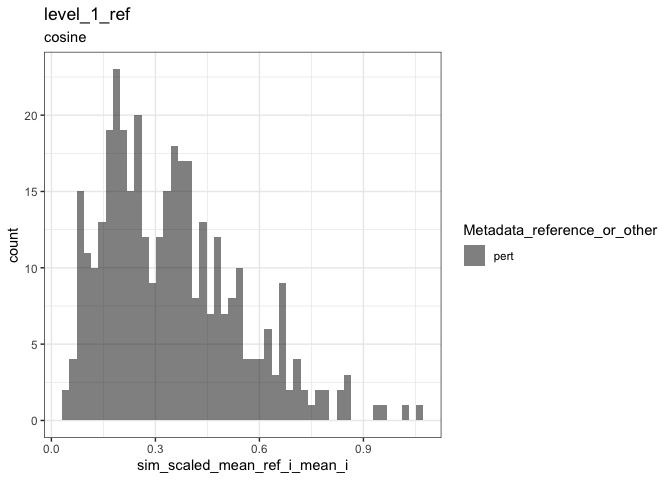 level_1_ref
cosine
20
15
10
5
0
count
0.0
0.3
0.6
0.9
sim_scaled_mean_ref_i_mean_i
Metadata_reference_or_other
pert